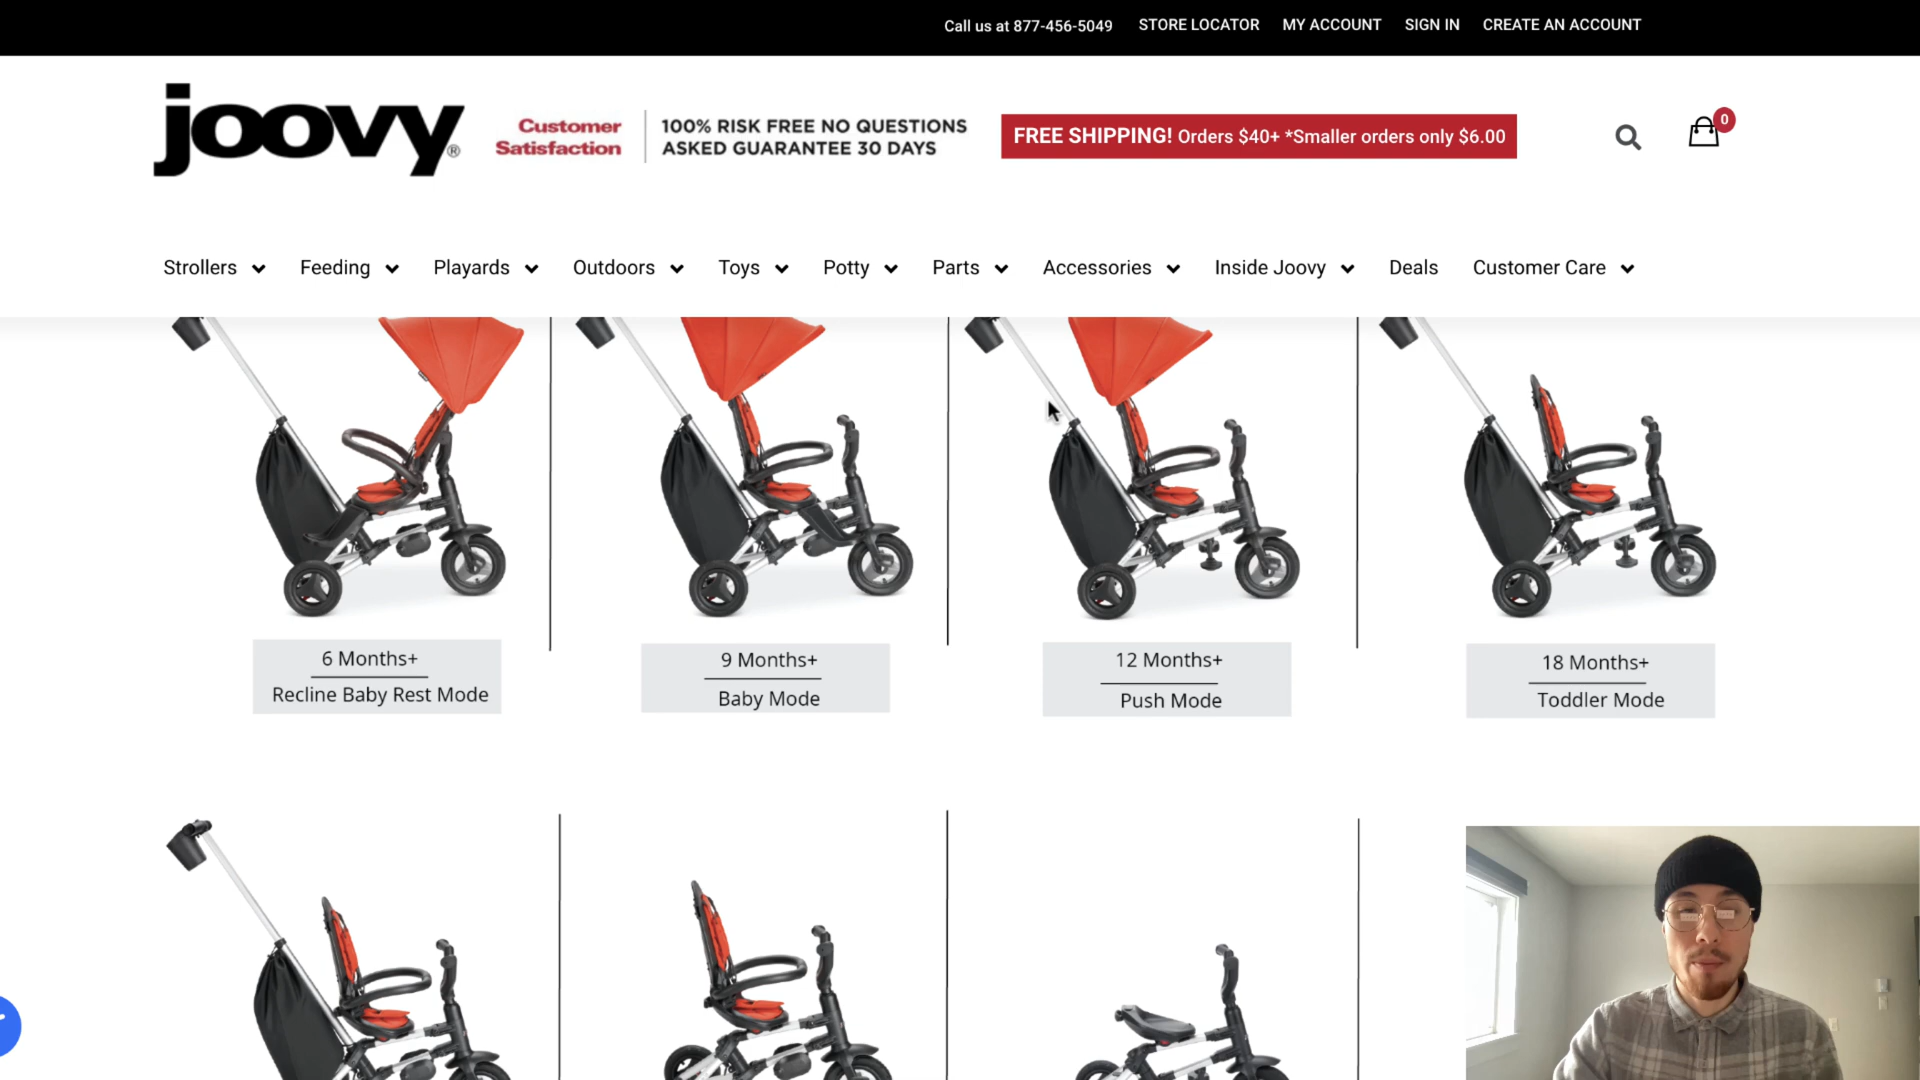 Call us at 877-456-5049 STORE LOCATOR MY ACCOUNT SIGN IN CREATE AN ACCOUNT
joovy®
Customer
Satisfaction
100% RISK FREE NO QUESTIONS
ASKED GUARANTEE 30 DAYS
FREE SHIPPING! Orders $40+ *Smaller orders only $6.00
0
Strollers Feeding Playards Outdoors Toys Potty Parts Accessories Inside Joovy Deals Customer Care
6 Months+
Recline Baby Rest Mode
9 Months+
Baby Mode
12 Months+
Push Mode
18 Months+
Toddler Mode